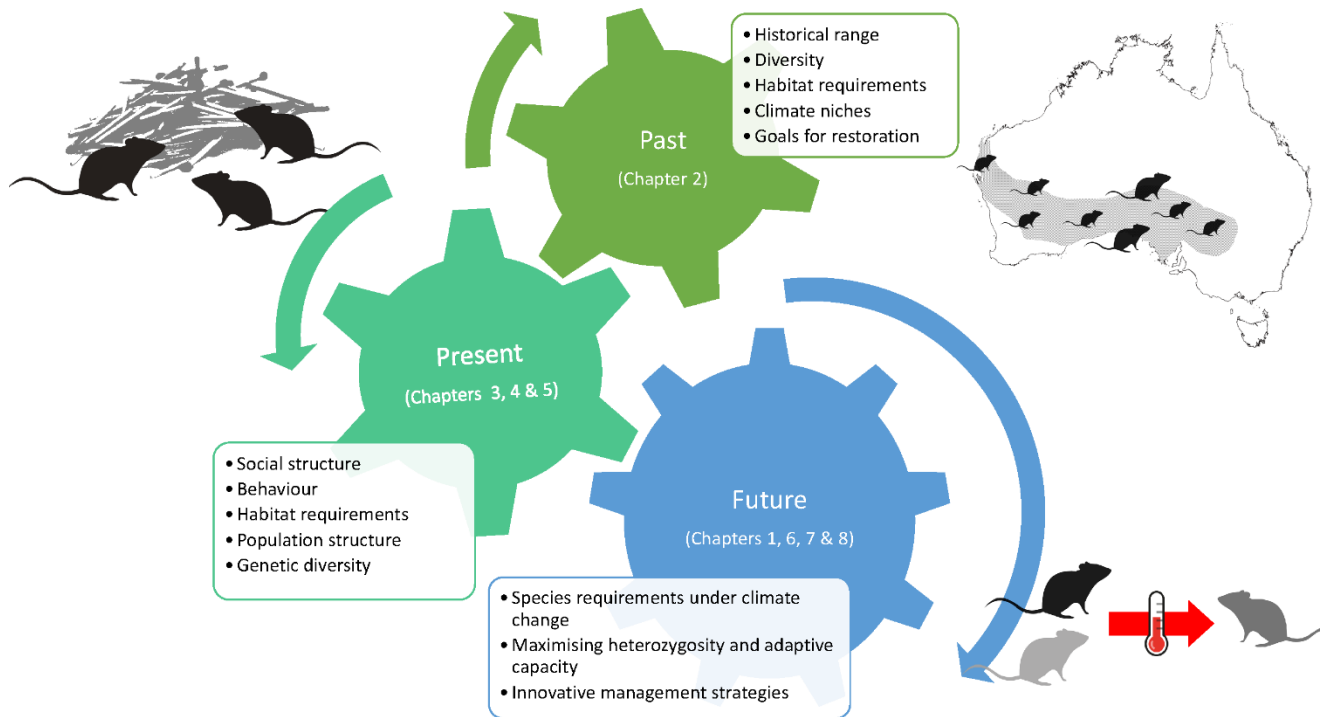 Past
(Chapter 2)
• Historical range
• Diversity
• Habitat requirements
• Climate niches
• Goals for restoration
Present
(Chapters 3, 4 & 5)
• Social structure
• Behaviour
• Habitat requirements
• Population structure
• Genetic diversity
Future
(Chapters 1, 6, 7 & 8)
• Species requirements under climate
change
• Maximising heterozygosity and adaptive
capacity
• Innovative management strategies